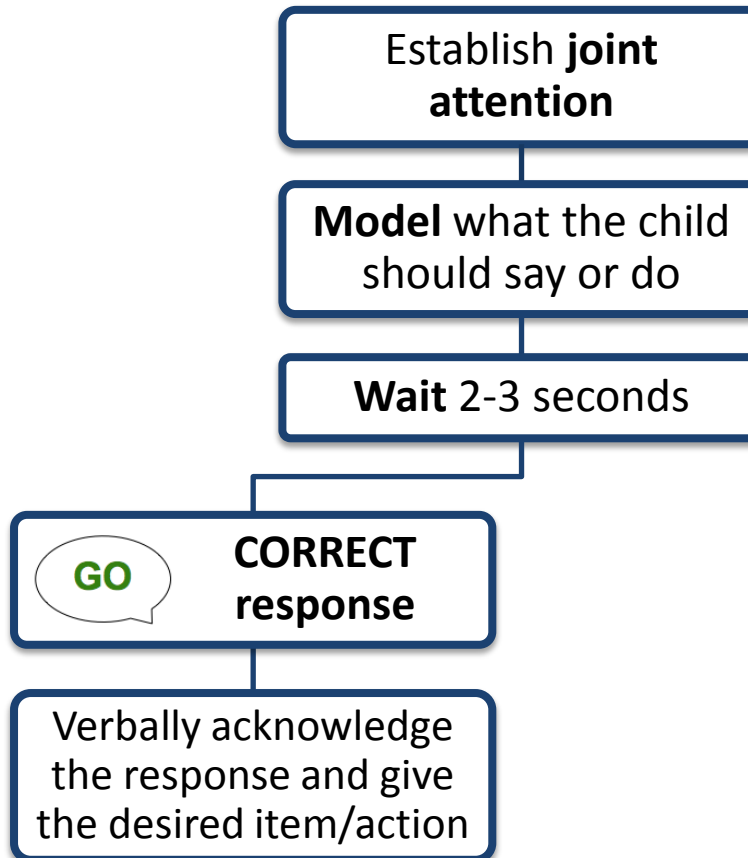 Establish joint
attention
Model what the child
should say or do
Wait 2-3 seconds
GO
CORRECT
response
Verbally acknowledge
the response and give
the desired item/action